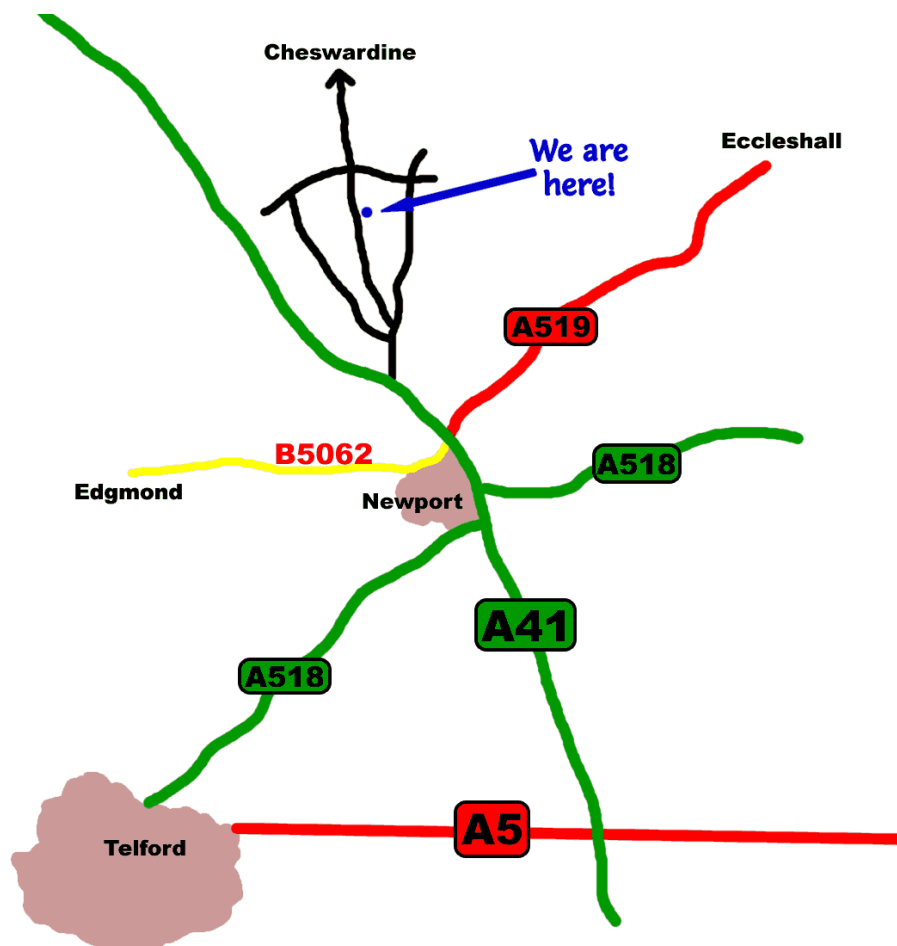 Cheswardine
We are
here!
Eccleshall
A519
B5062
A518
Edgmond
Newport
A41
A518
A5
Telford